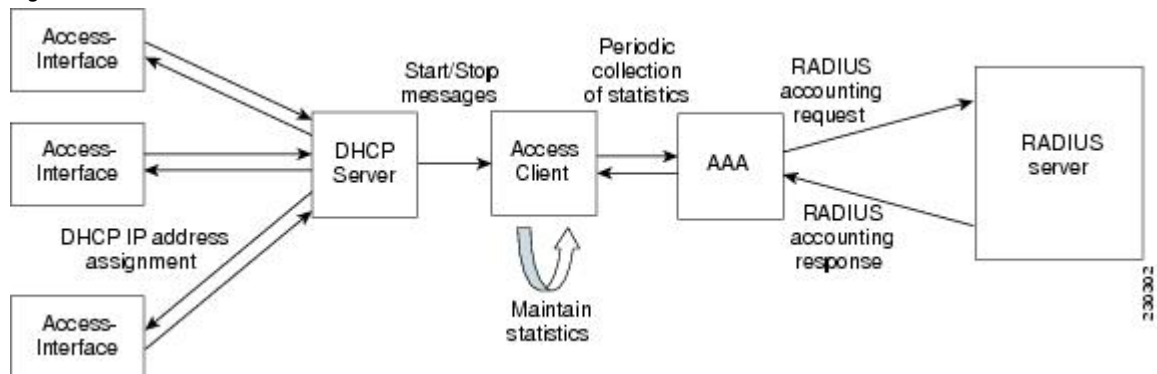 Access-
Interface
Access-
Interface
DHCP IP address
assignment
Access-
Interface
DHCP
Server
Start/Stop
messages
Access
Client
Maintain
statistics
Periodic
collection
of statistics
AAA
RADIUS
accounting
request
RADIUS
accounting
response
RADIUS
server
230302